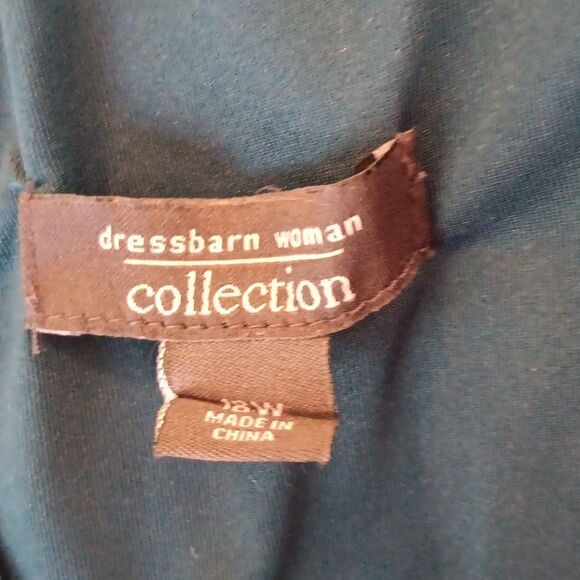 dressbarn woman
collection
18W
MADE IN
CHINA